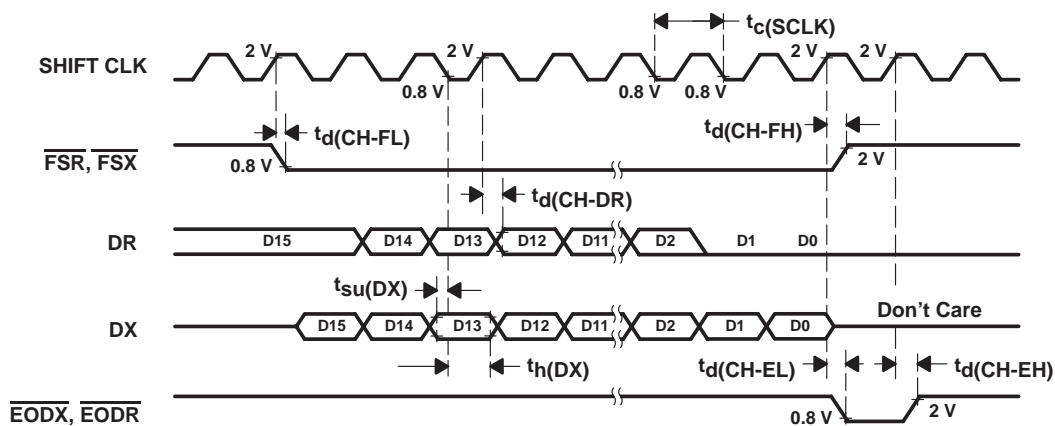 tc(SCLK)
2 V 2 V 2 V 2 V
SHIFT CLK
0.8 V 0.8 V 0.8 V
td(CH-FL) td(CH-FH)
FSR, FSX
0.8 V 2 V
td(CH-DR)
DR D15 D14 D13 D12 D11 D2 D1 D0
tsu(DX)
Don't Care
DX D15 D14 D13 D12 D11 D2 D1 D0
th(DX) td(CH-EL) td(CH-EH)
EODX, EODR
0.8 V 2 V